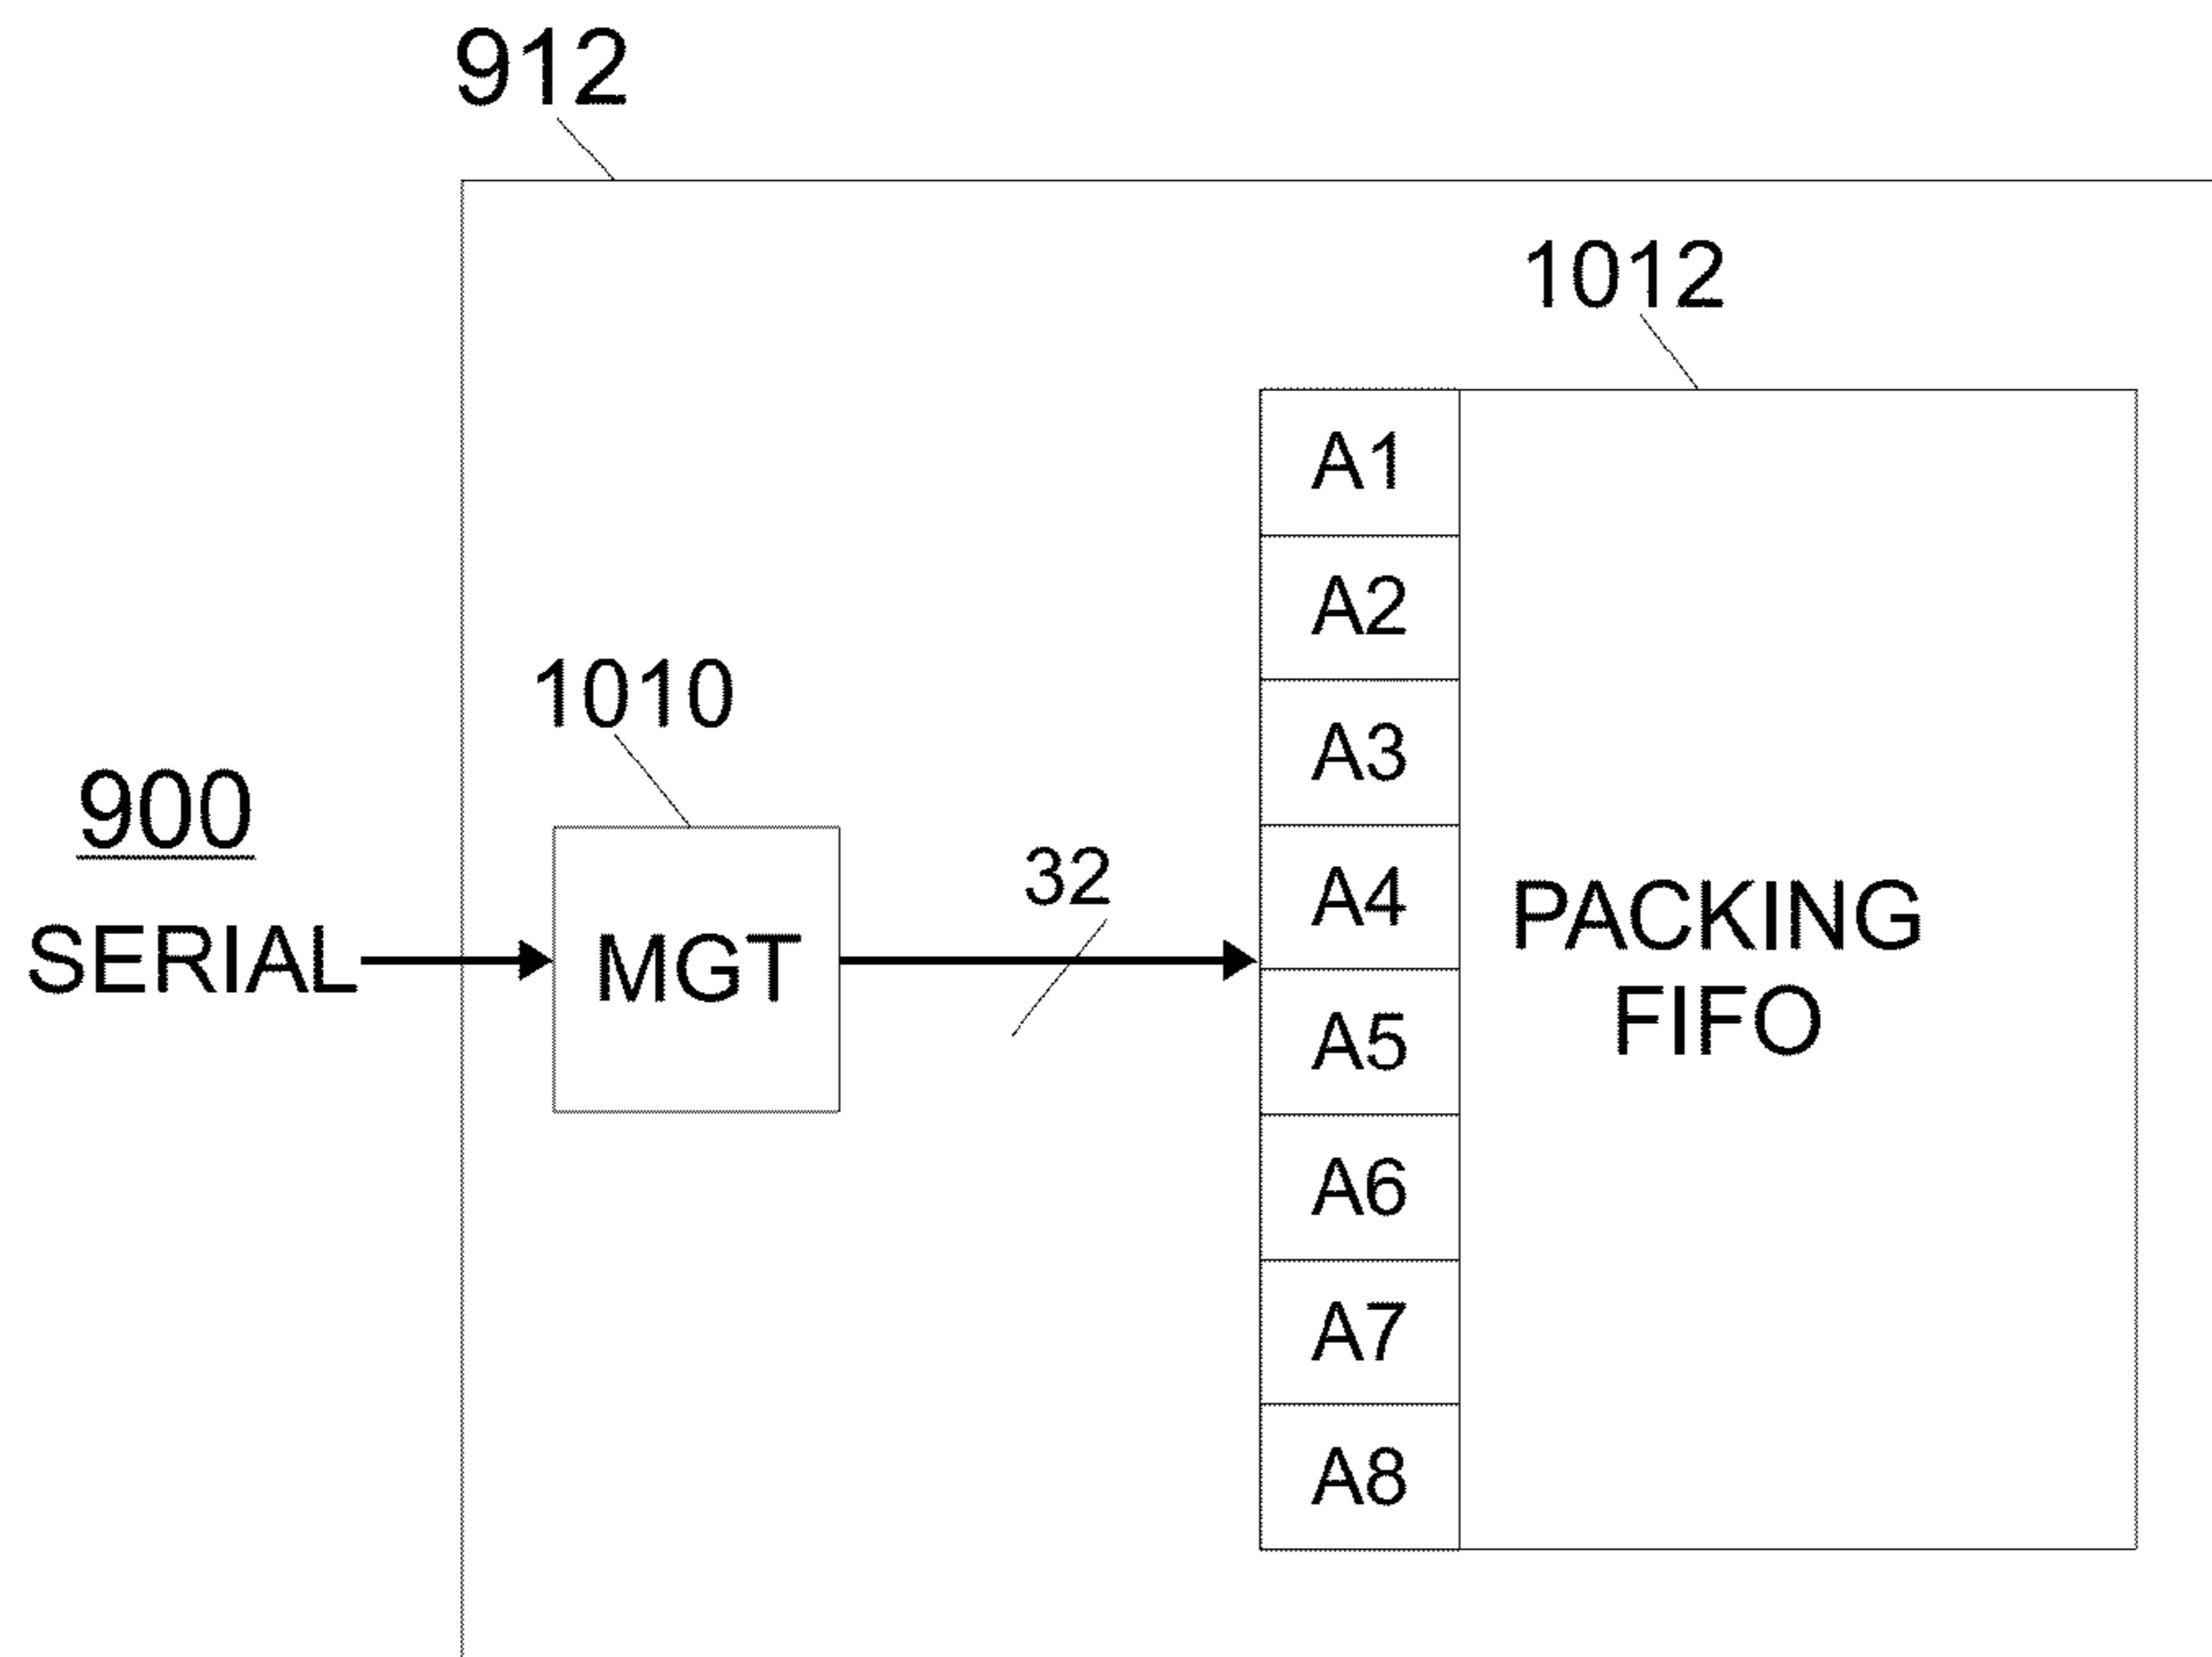 912
1012
A1
A2
1010
A3
900
32
A4
PACKING
SERIAL
MGT
FIFO
A5
A6
A7
A8